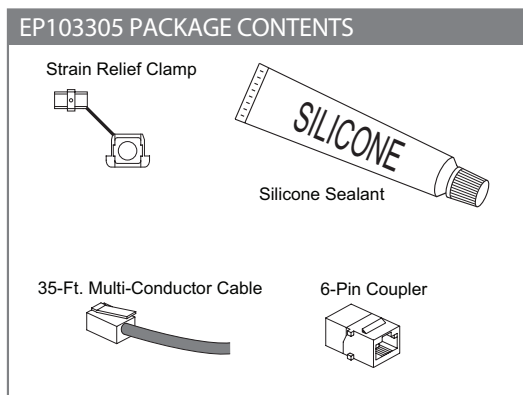 EP103305 PACKAGE CONTENTS
Strain Relief Clamp
SILICONE
Silicone Sealant
35-Ft. Multi-Conductor Cable
6-Pin Coupler